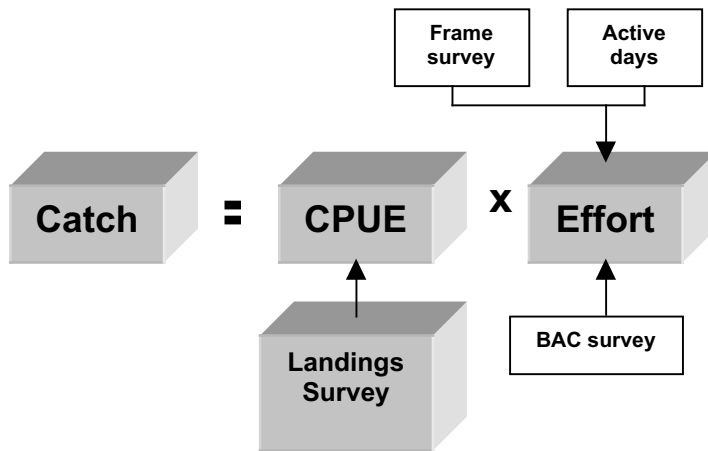 Frame
survey
Active
days
Catch
=
CPUE
x
Effort
Landings
Survey
BAC survey